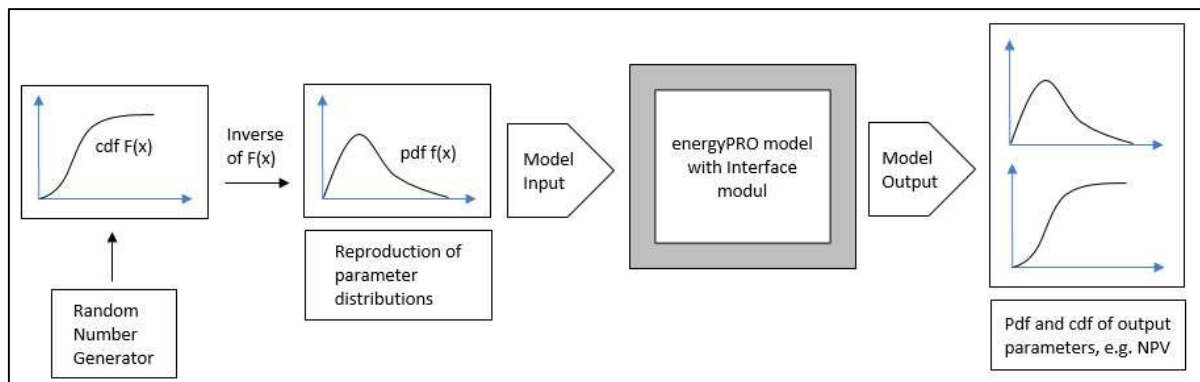 cdf F(x)
Random
Number
Generator
Inverse
of F(x)
pdf f(x)
Reproduction of
parameter
distributions
Model
Input
energyPRO model
with Interface
modul
Model
Output
Pdf and cdf of output
parameters, e.g. NPV